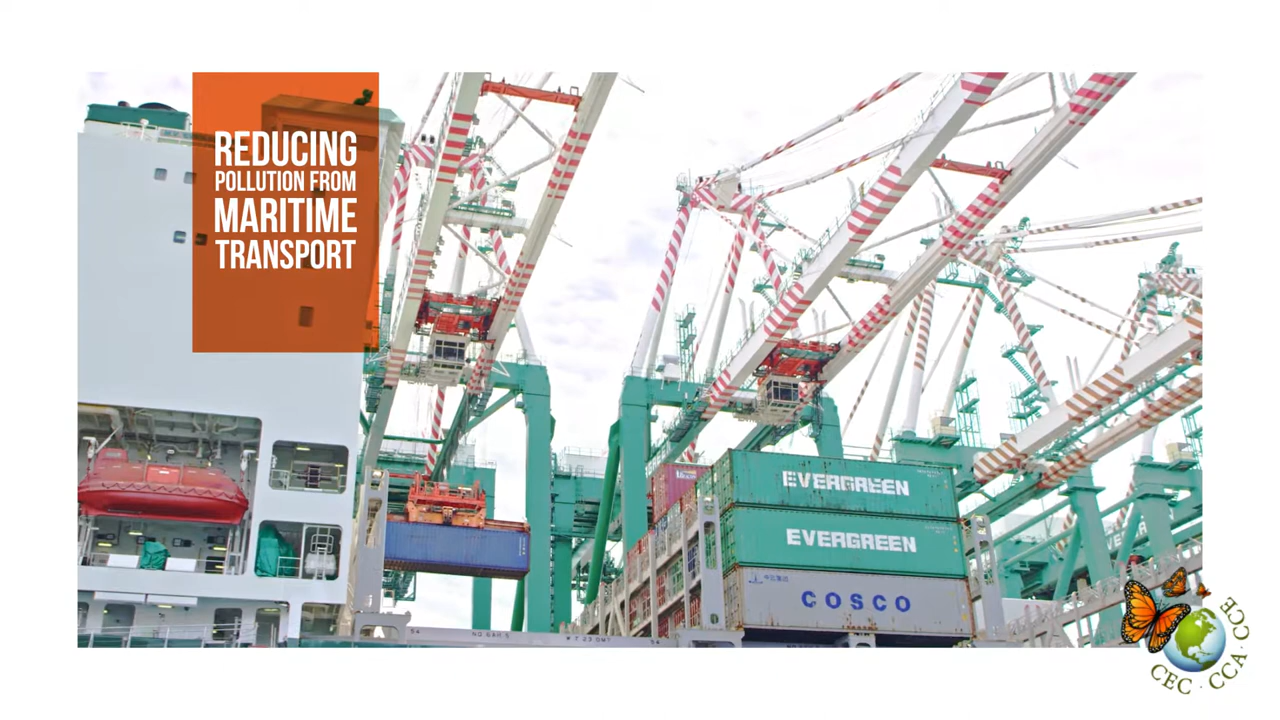 REDUCING
POLLUTION FROM
MARITIME
TRANSPORT
EVERGREEN
EVERGREEN
COSCO
CEC · CCA · CCE